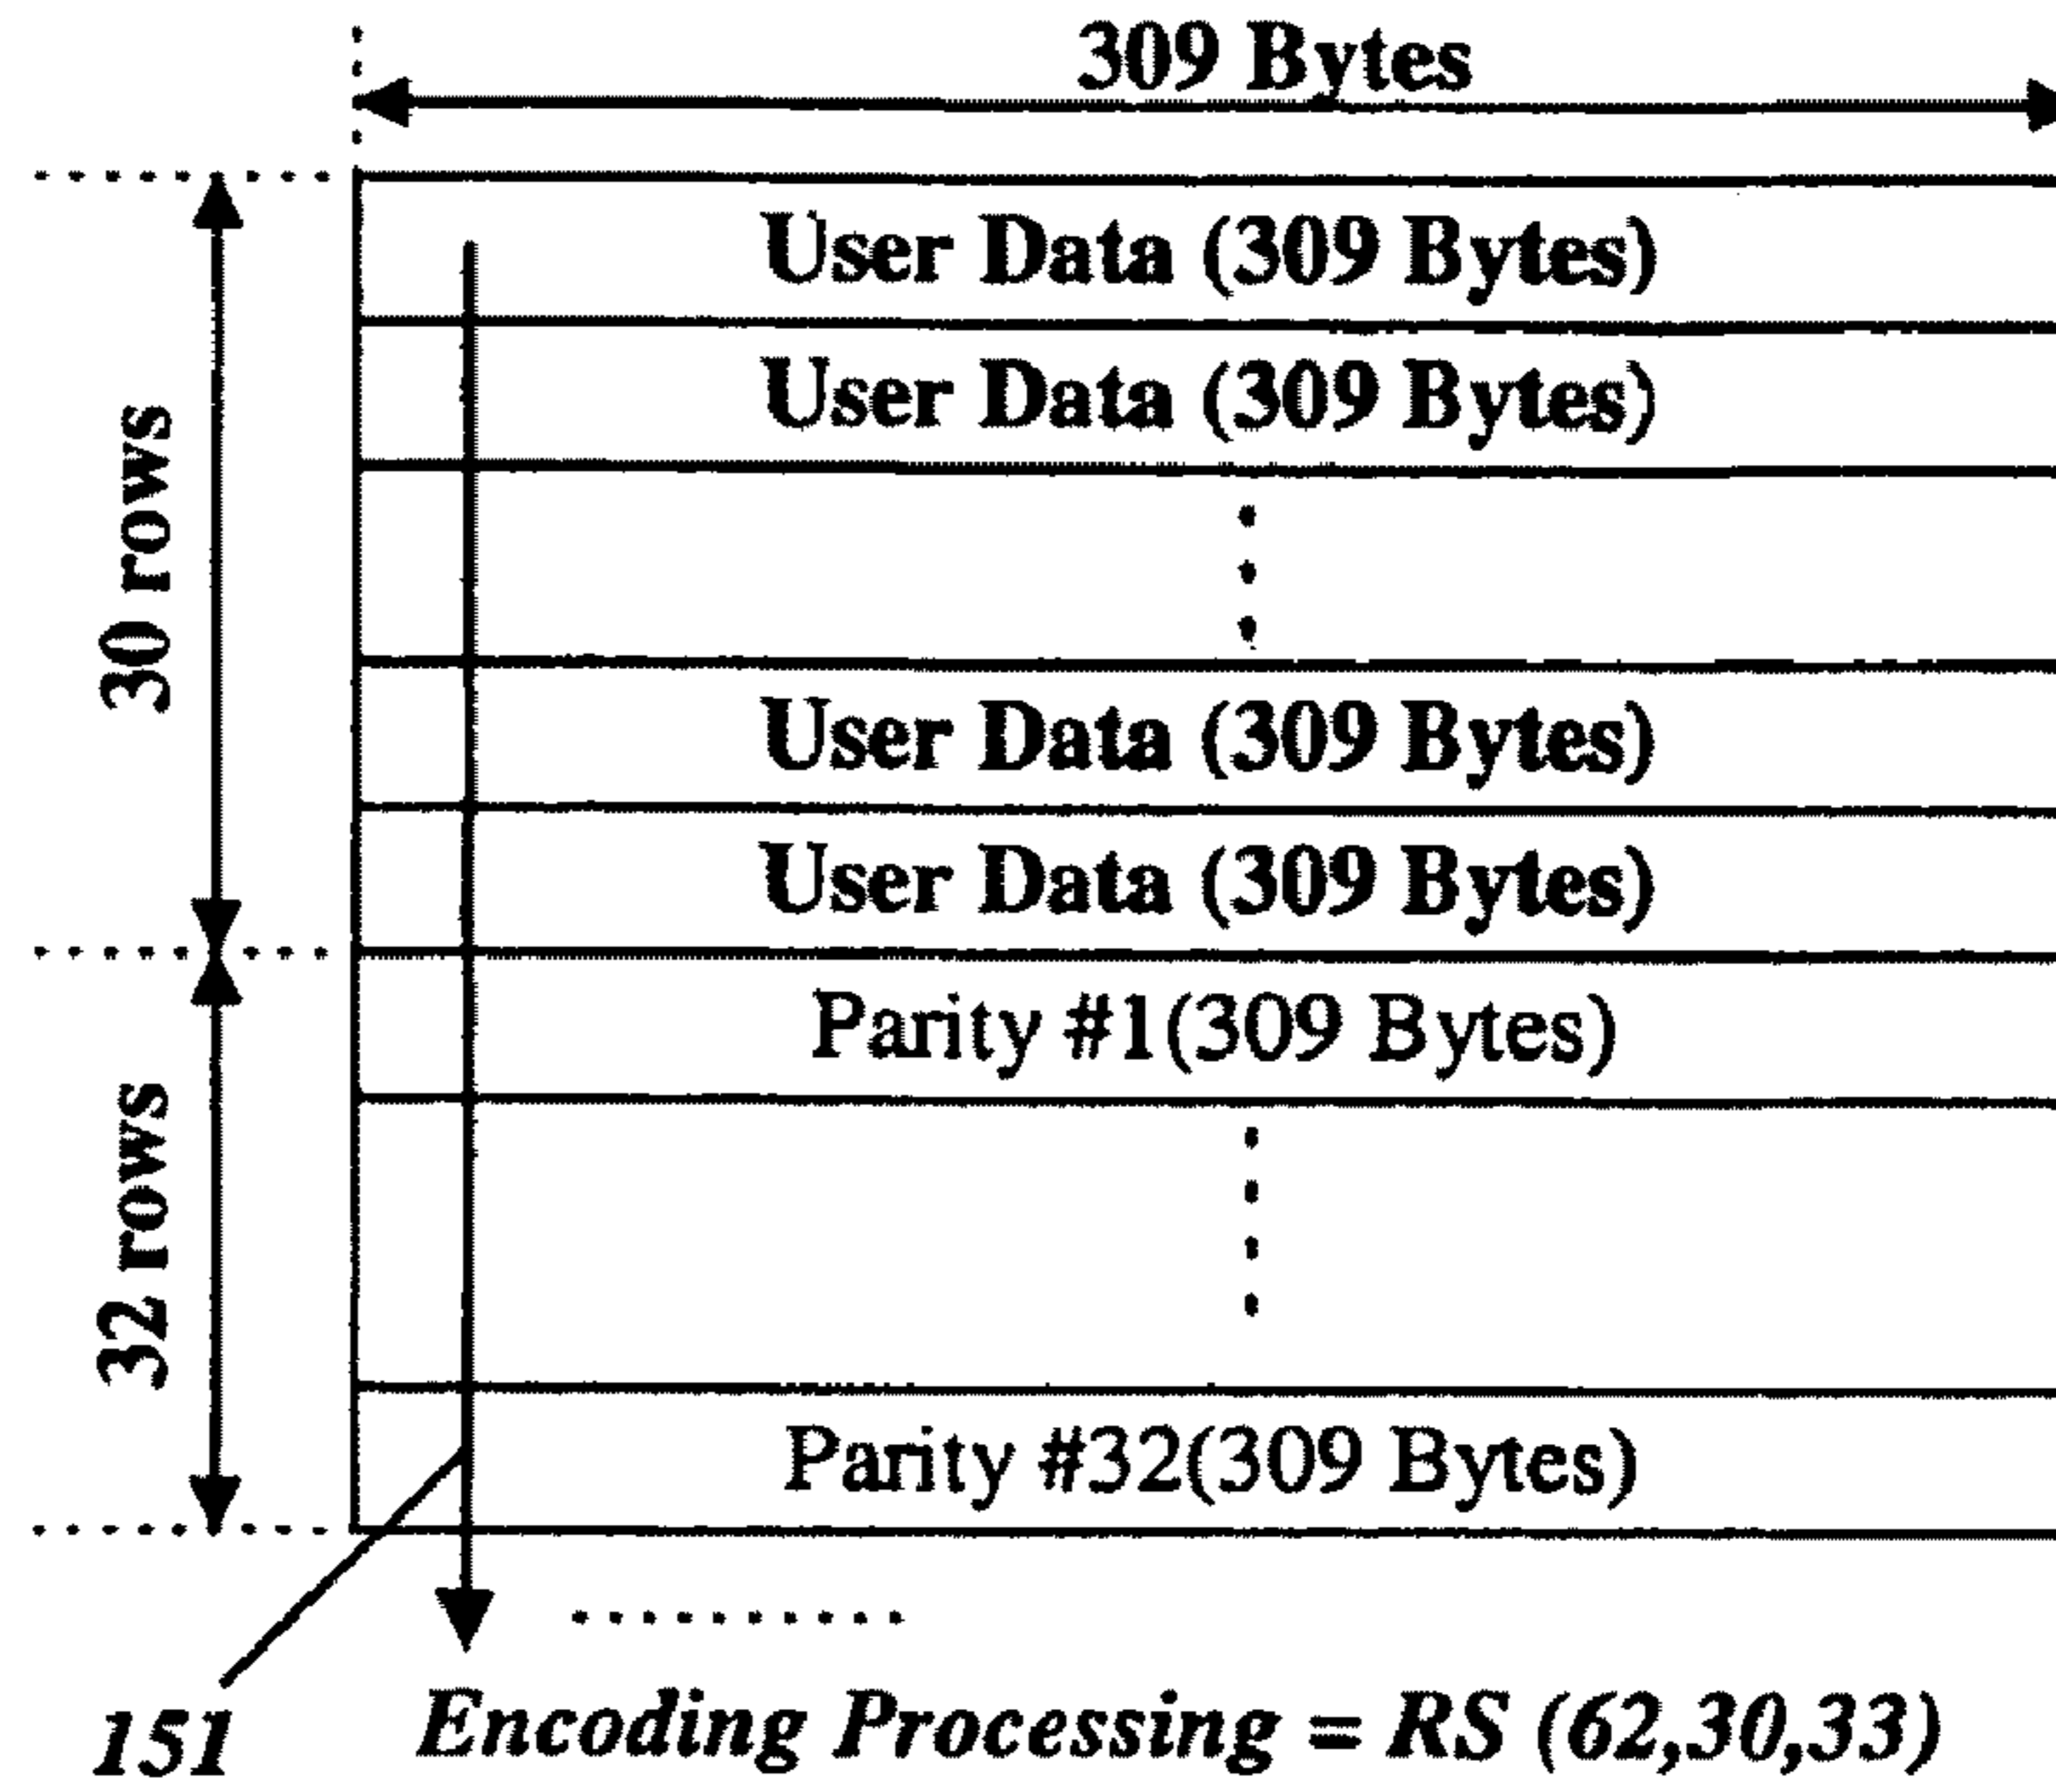 309 Bytes
User Data (309 Bytes)
User Data (309 Bytes)
30 rows
User Data (309 Bytes)
User Data (309 Bytes)
Parity #1(309 Bytes)
32 rows
Parity #32(309 Bytes)
151
Encoding Processing = RS (62,30,33)